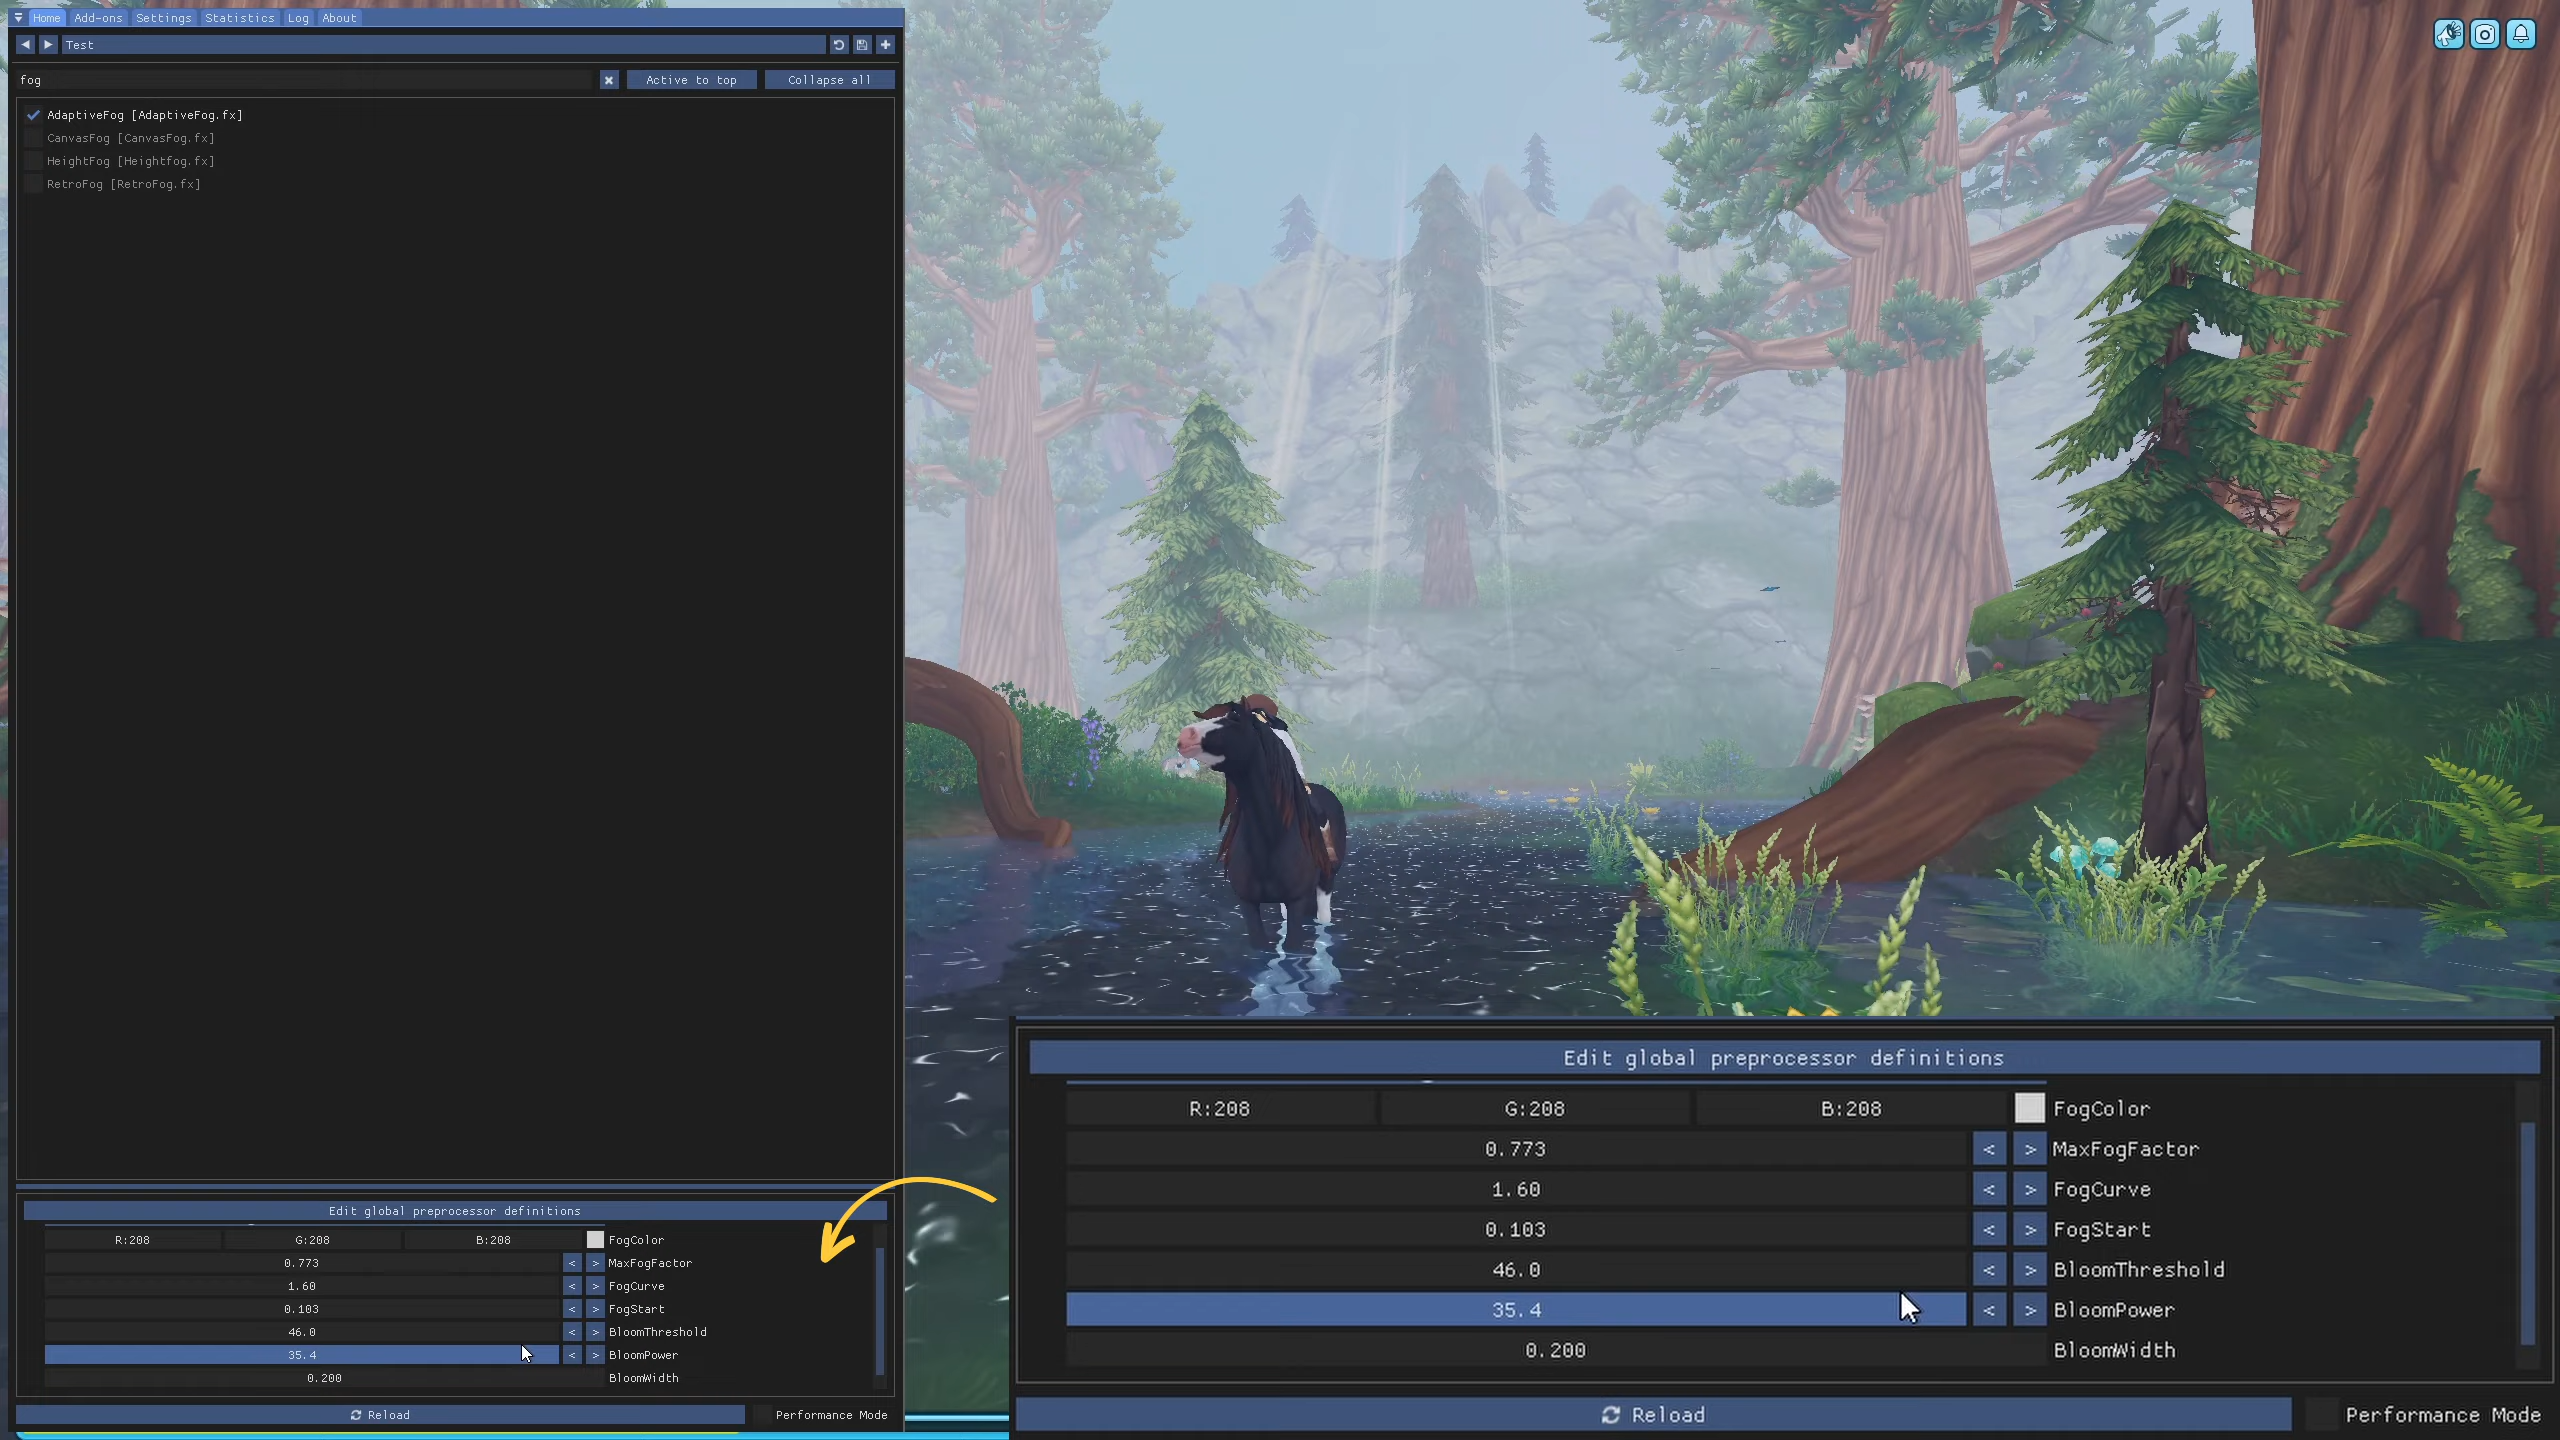 Home Add-ons Settings Statistics Log About
Test
fog Active to top Collapse all
AdaptiveFog [AdaptiveFog.fx]
CanvasFog [CanvasFog.fx]
HeightFog [Heightfog.fx]
RetroFog [RetroFog.fx]
Edit global preprocessor definitions
R:208 G:208 B:208 FogColor
0.773 < > MaxFogFactor
1.60 < > FogCurve
0.103 < > FogStart
46.0 < > BloomThreshold
35.4 < > BloomPower
0.200 BloomWidth
Reload Performance Mode
Edit global preprocessor definitions
R:208 G:208 B:208 FogColor
0.773 < > MaxFogFactor
1.60 < > FogCurve
0.103 < > FogStart
46.0 < > BloomThreshold
35.4 < > BloomPower
0.200 BloomWidth
Reload Performance Mode